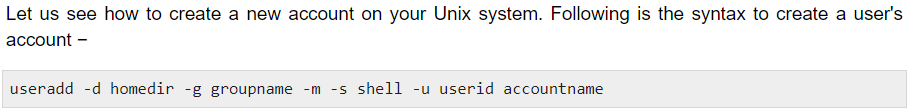 Let us see how to create a new account on your Unix system. Following is the syntax to create a user's
account −
useradd -d homedir -g groupname -m -s shell -u userid accountname